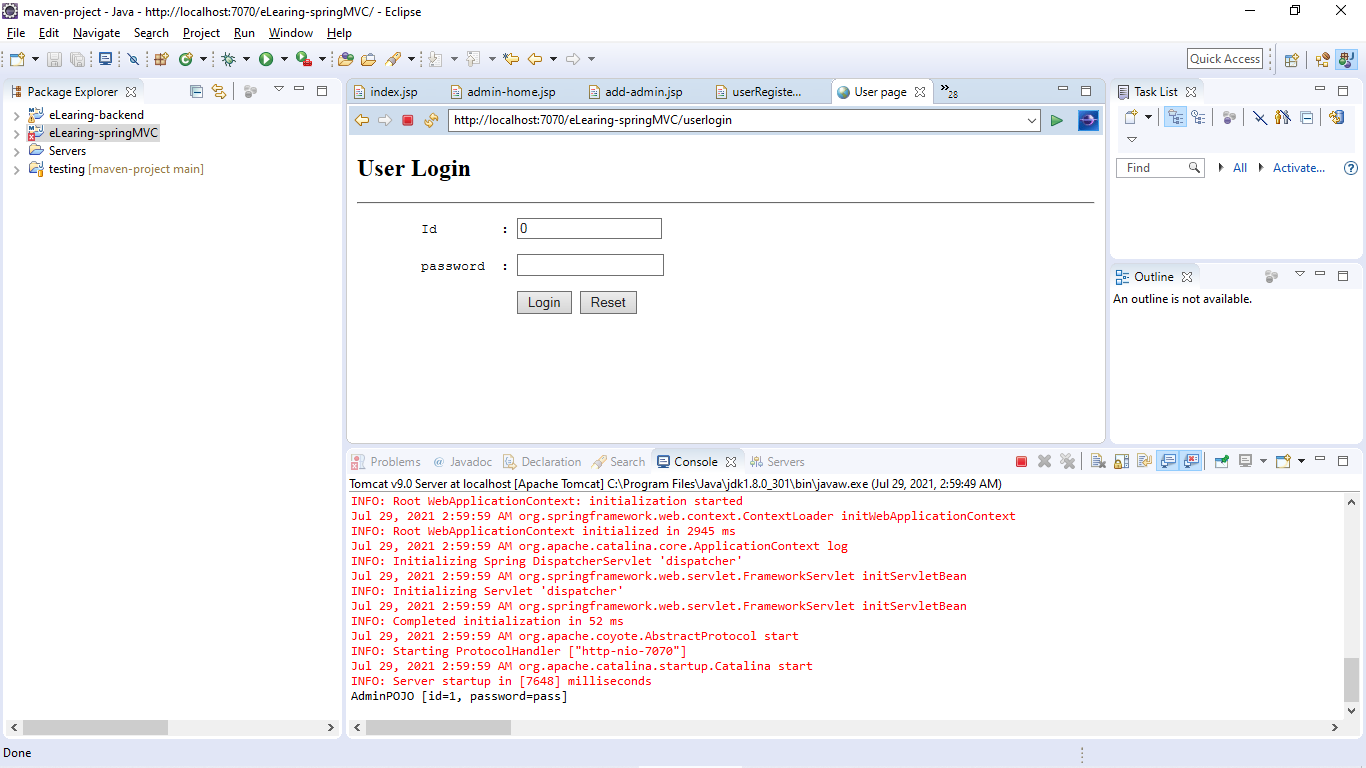 maven-project - Java - http://localhost:7070/eLearing-springMVC/ - Eclipse
File Edit Navigate Search Project Run Window Help
Quick Access
Package Explorer
eLearing-backend
eLearing-springMVC
Servers
testing [maven-project main]
index.jsp admin-home.jsp add-admin.jsp userRegiste... User page »28
http://localhost:7070/eLearing-springMVC/userlogin
User Login
Id : 0
password :
Login Reset
Task List
Find All Activate...
Outline
An outline is not available.
Problems @ Javadoc Declaration Search Console Servers
Tomcat v9.0 Server at localhost [Apache Tomcat] C:\Program Files\Java\jdk1.8.0_301\bin\javaw.exe (Jul 29, 2021, 2:59:49 AM)
INFO: Root WebApplicationContext: initialization started
Jul 29, 2021 2:59:59 AM org.springframework.web.context.ContextLoader initWebApplicationContext
INFO: Root WebApplicationContext initialized in 2945 ms
Jul 29, 2021 2:59:59 AM org.apache.catalina.core.ApplicationContext log
INFO: Initializing Spring DispatcherServlet 'dispatcher'
Jul 29, 2021 2:59:59 AM org.springframework.web.servlet.FrameworkServlet initServletBean
INFO: Initializing Servlet 'dispatcher'
Jul 29, 2021 2:59:59 AM org.springframework.web.servlet.FrameworkServlet initServletBean
INFO: Completed initialization in 52 ms
Jul 29, 2021 2:59:59 AM org.apache.coyote.AbstractProtocol start
INFO: Starting ProtocolHandler ["http-nio-7070"]
Jul 29, 2021 2:59:59 AM org.apache.catalina.startup.Catalina start
INFO: Server startup in [7648] milliseconds
AdminPOJO [id=1, password=pass]
Done